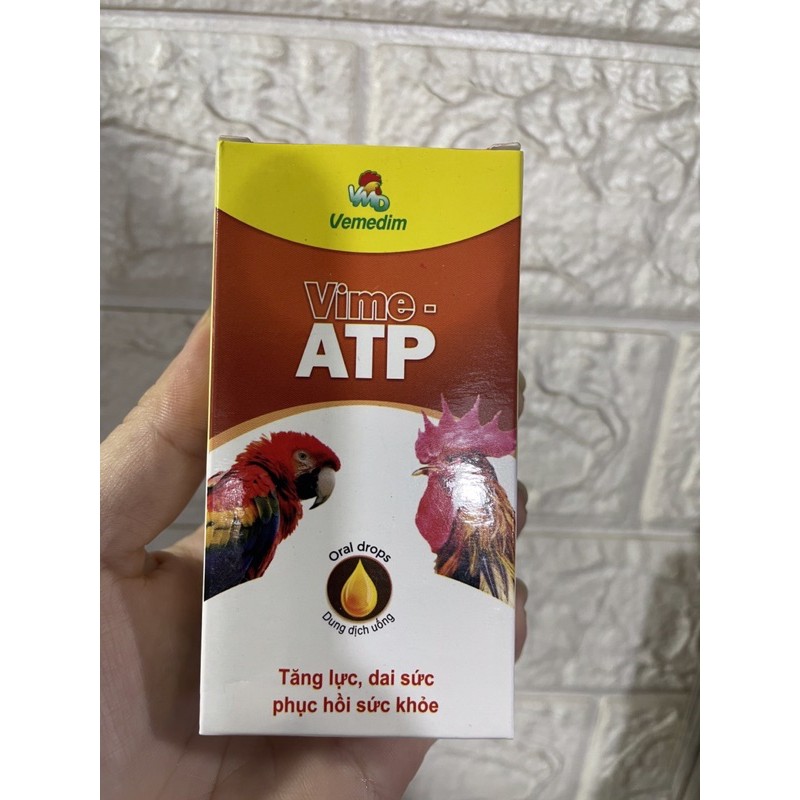 VMD
Vemedim
Vime -
ATP
Oral drops
Dung dịch uống
Tăng lực, dai sức
phục hồi sức khỏe